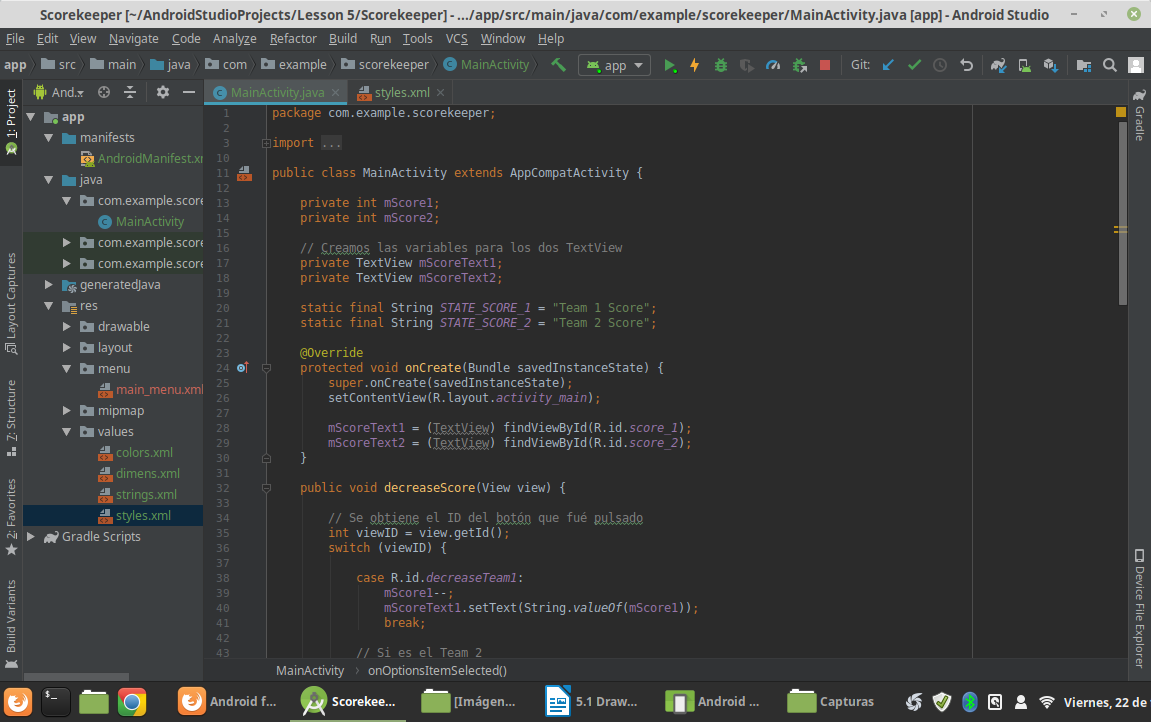 Scorekeeper [~/AndroidStudioProjects/Lesson 5/Scorekeeper] - .../app/src/main/java/com/example/scorekeeper/MainActivity.java [app] - Android Studio
File Edit View Navigate Code Analyze Refactor Build Run Tools VCS Window Help
app src main java com example scorekeeper MainActivity app Git:
And.. MainActivity.java styles.xml
1: Project
Layout Captures
7: Structure
2: Favorites
Build Variants
app
manifests
AndroidManifest.xm
java
com.example.score
MainActivity
com.example.score
com.example.score
generatedJava
res
drawable
layout
menu
main_menu.xml
mipmap
values
colors.xml
dimens.xml
strings.xml
styles.xml
Gradle Scripts
1 package com.example.scorekeeper;
2
3 import ...
10
11 public class MainActivity extends AppCompatActivity {
12
13 private int mScore1;
14 private int mScore2;
15
16 // Creamos las variables para los dos TextView
17 private TextView mScoreText1;
18 private TextView mScoreText2;
19
20 static final String STATE_SCORE_1 = "Team 1 Score";
21 static final String STATE_SCORE_2 = "Team 2 Score";
22
23 @Override
24 protected void onCreate(Bundle savedInstanceState) {
25 super.onCreate(savedInstanceState);
26 setContentView(R.layout.activity_main);
27
28 mScoreText1 = (TextView) findViewById(R.id.score_1);
29 mScoreText2 = (TextView) findViewById(R.id.score_2);
30 }
31
32 public void decreaseScore(View view) {
33
34 // Se obtiene el ID del botón que fué pulsado
35 int viewID = view.getId();
36 switch (viewID) {
37
38 case R.id.decreaseTeam1:
39 mScore1--;
40 mScoreText1.setText(String.valueOf(mScore1));
41 break;
42
43 // Si es el Team 2
Gradle
Device File Explorer
MainActivity › onOptionsItemSelected()
Android f... Scorekee... [Imágen... 5.1 Draw... Android ... Capturas Viernes, 22 de